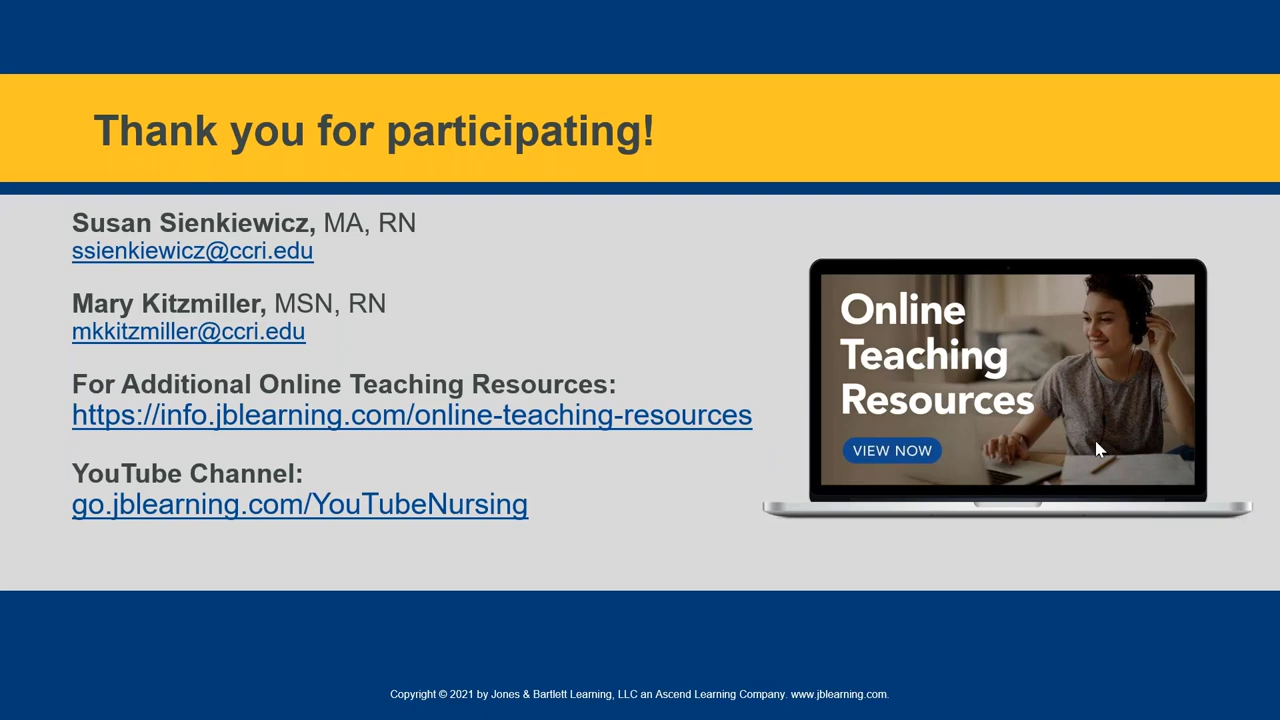 Thank you for participating!
Susan Sienkiewicz, MA, RN
ssienkiewicz@ccri.edu
Mary Kitzmiller, MSN, RN
mkkitzmiller@ccri.edu
For Additional Online Teaching Resources:
https://info.jblearning.com/online-teaching-resources
YouTube Channel:
go.jblearning.com/YouTubeNursing
Online
Teaching
Resources
VIEW NOW
Copyright © 2021 by Jones & Bartlett Learning, LLC an Ascend Learning Company. www.jblearning.com.